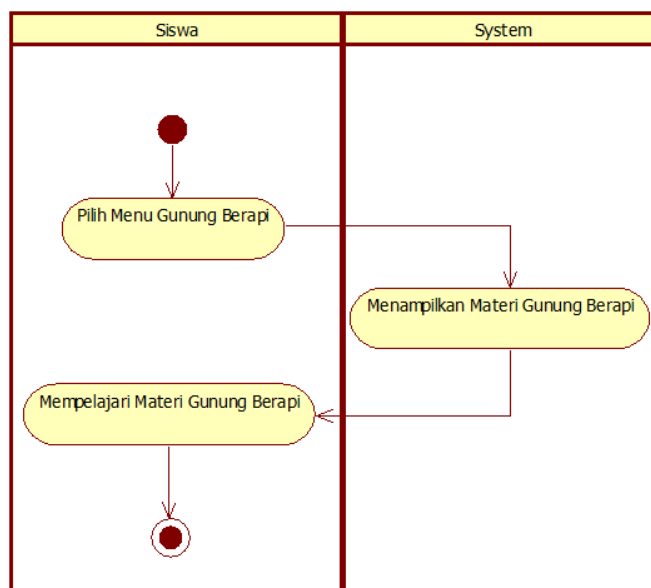 Siswa
System
Pilih Menu Gunung Berapi
Menampilkan Materi Gunung Berapi
Mempelajari Materi Gunung Berapi